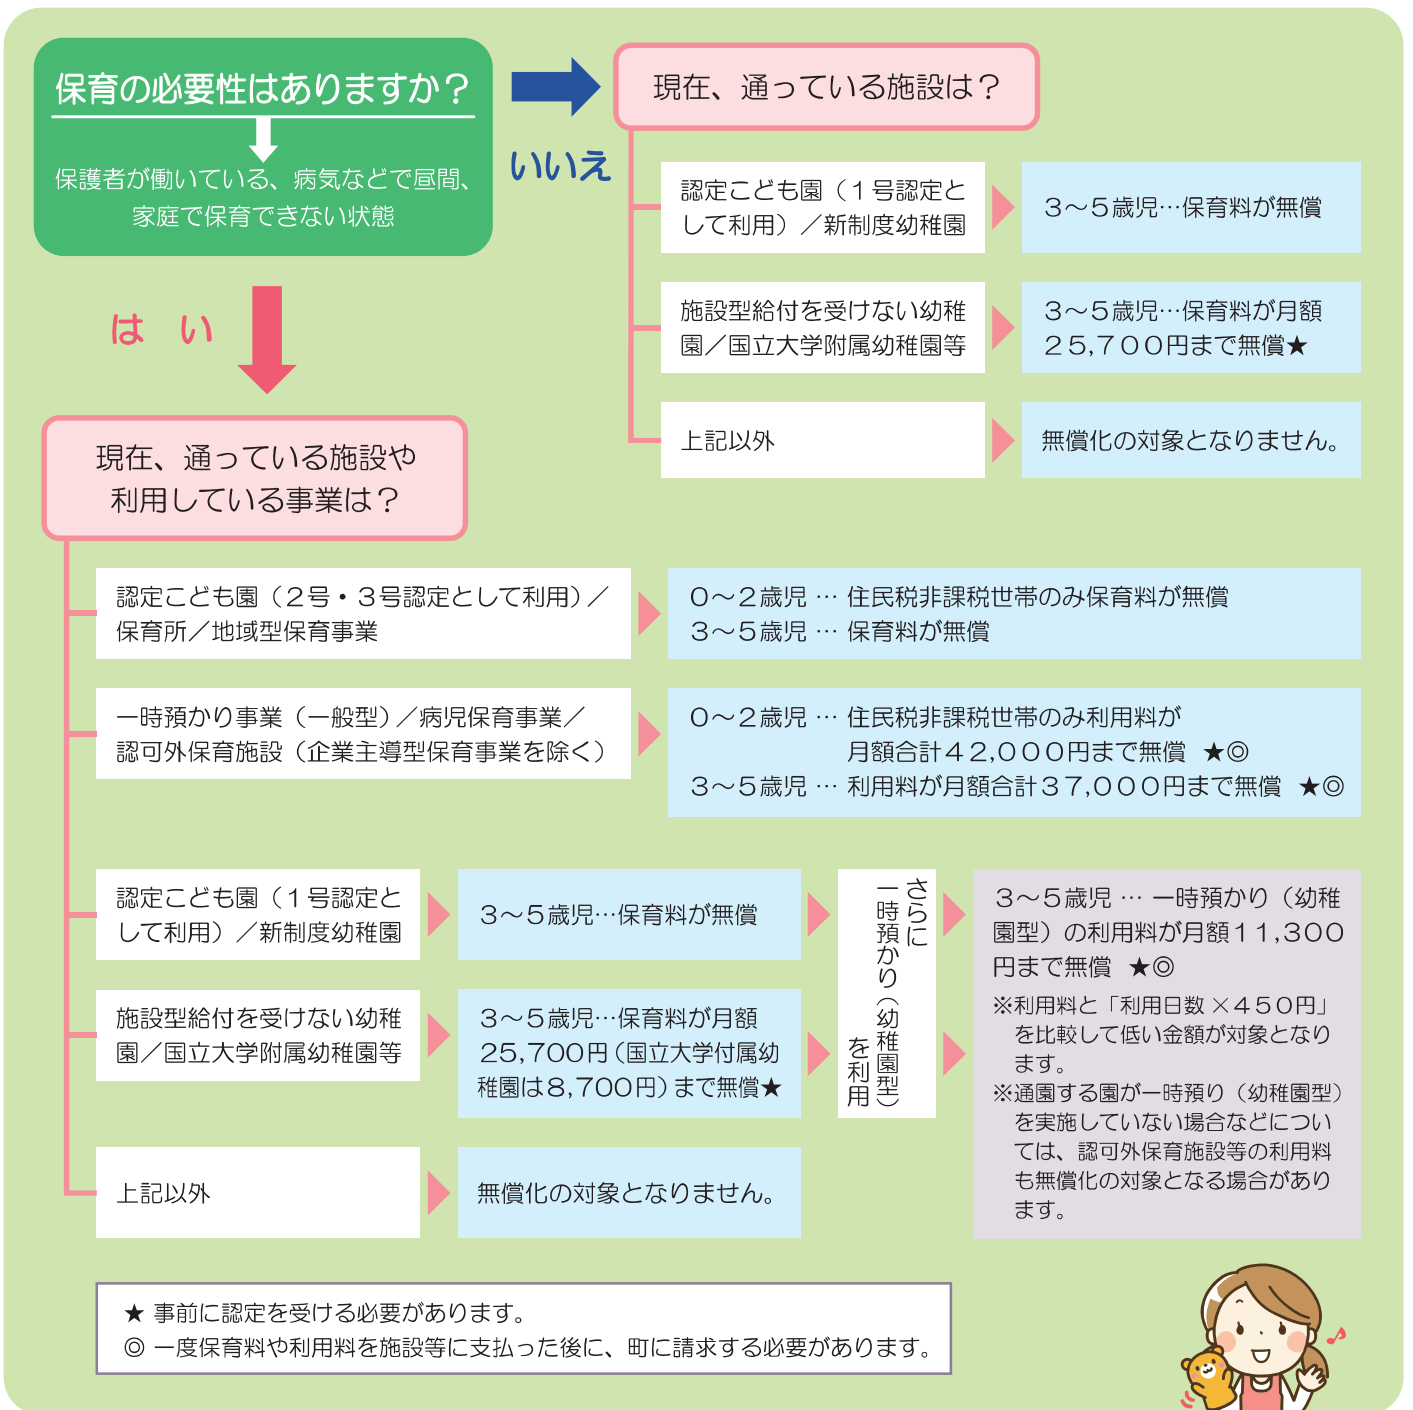 保育の必要性はありますか？
保護者が働いている、病気などで昼間、
家庭で保育できない状態
いいえ
現在、通っている施設は？
認定こども園（１号認定と
して利用）／新制度幼稚園
３～５歳児…保育料が無償
施設型給付を受けない幼稚
園／国立大学附属幼稚園等
３～５歳児…保育料が月額
２５,７００円まで無償★
上記以外
無償化の対象となりません。
は い
現在、通っている施設や
利用している事業は？
認定こども園（２号・３号認定として利用）／
保育所／地域型保育事業
０～２歳児 … 住民税非課税世帯のみ保育料が無償
３～５歳児 … 保育料が無償
一時預かり事業（一般型）／病児保育事業／
認可外保育施設（企業主導型保育事業を除く）
０～２歳児 … 住民税非課税世帯のみ利用料が
月額合計４２,０００円まで無償 ★◎
３～５歳児 … 利用料が月額合計３７,０００円まで無償 ★◎
認定こども園（１号認定と
して利用）／新制度幼稚園
３～５歳児…保育料が無償
施設型給付を受けない幼稚
園／国立大学附属幼稚園等
３～５歳児…保育料が月額
25,700円（国立大学付属幼
稚園は8,700円）まで無償★
さらに
一時預かり（幼稚園型）
を利用
３～５歳児 … 一時預かり（幼稚
園型）の利用料が月額１１,３００
円まで無償 ★◎
※利用料と「利用日数×４５０円」
を比較して低い金額が対象となり
ます。
※通園する園が一時預り（幼稚園型）
を実施していない場合などについ
ては、認可外保育施設等の利用料
も無償化の対象となる場合があり
ます。
上記以外
無償化の対象となりません。
★ 事前に認定を受ける必要があります。
◎ 一度保育料や利用料を施設等に支払った後に、町に請求する必要があります。